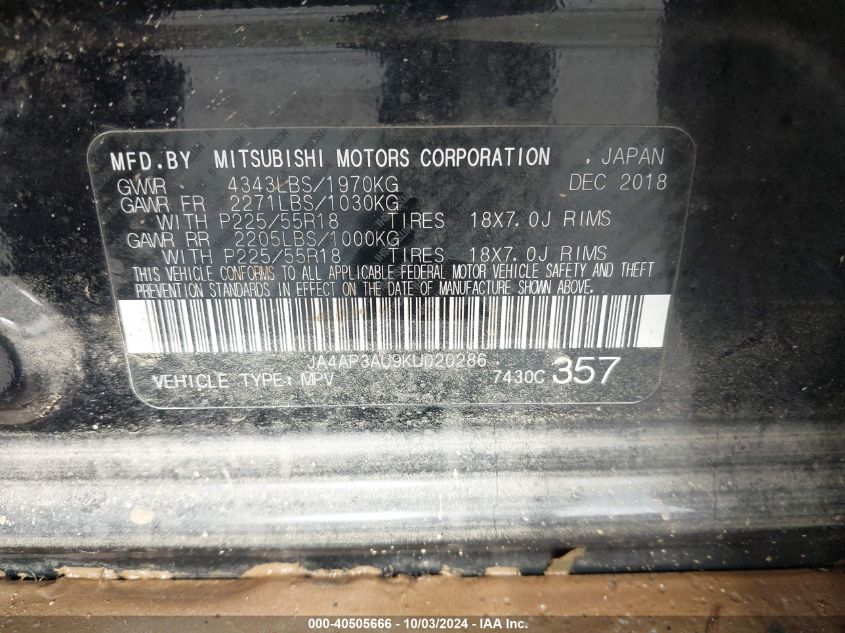 MFD.BY MITSUBISHI MOTORS CORPORATION , JAPAN
GVWR 4343LBS/1970KG DEC 2018
GAWR FR 2271LBS/1030KG
WITH P225/55R18 TIRES 18X7.0J RIMS
GAWR RR 2205LBS/1000KG
WITH P225/55R18 TIRES 18X7.0J RIMS
THIS VEHICLE CONFORMS TO ALL APPLICABLE FEDERAL MOTOR VEHICLE SAFETY AND THEFT
PREVENTION STANDARDS IN EFFECT ON THE DATE OF MANUFACTURE SHOWN ABOVE.
JA4AP3AU9KU020286
VEHICLE TYPE: MPV 7430C 357
000-40505666 - 10/03/2024 - IAA Inc.